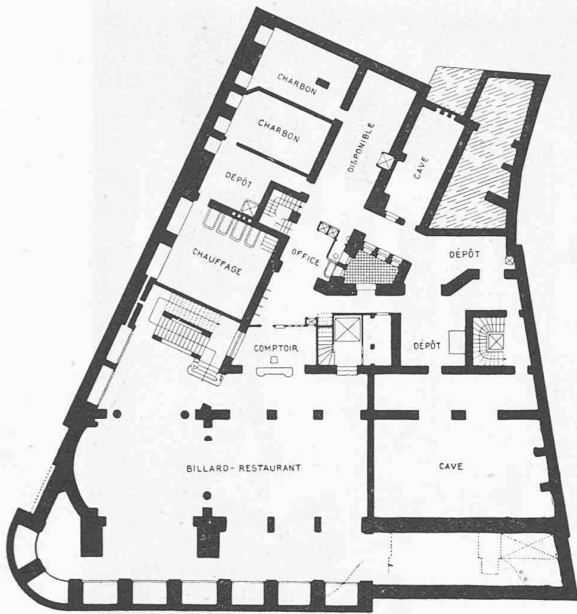 CHARBON
CHARBON
DISPONIBLE
CAVE
DÉPÔT
CHAUFFAGE
OFFICE
DÉPÔT
COMPTOIR
DÉPÔT
BILLARD - RESTAURANT
CAVE